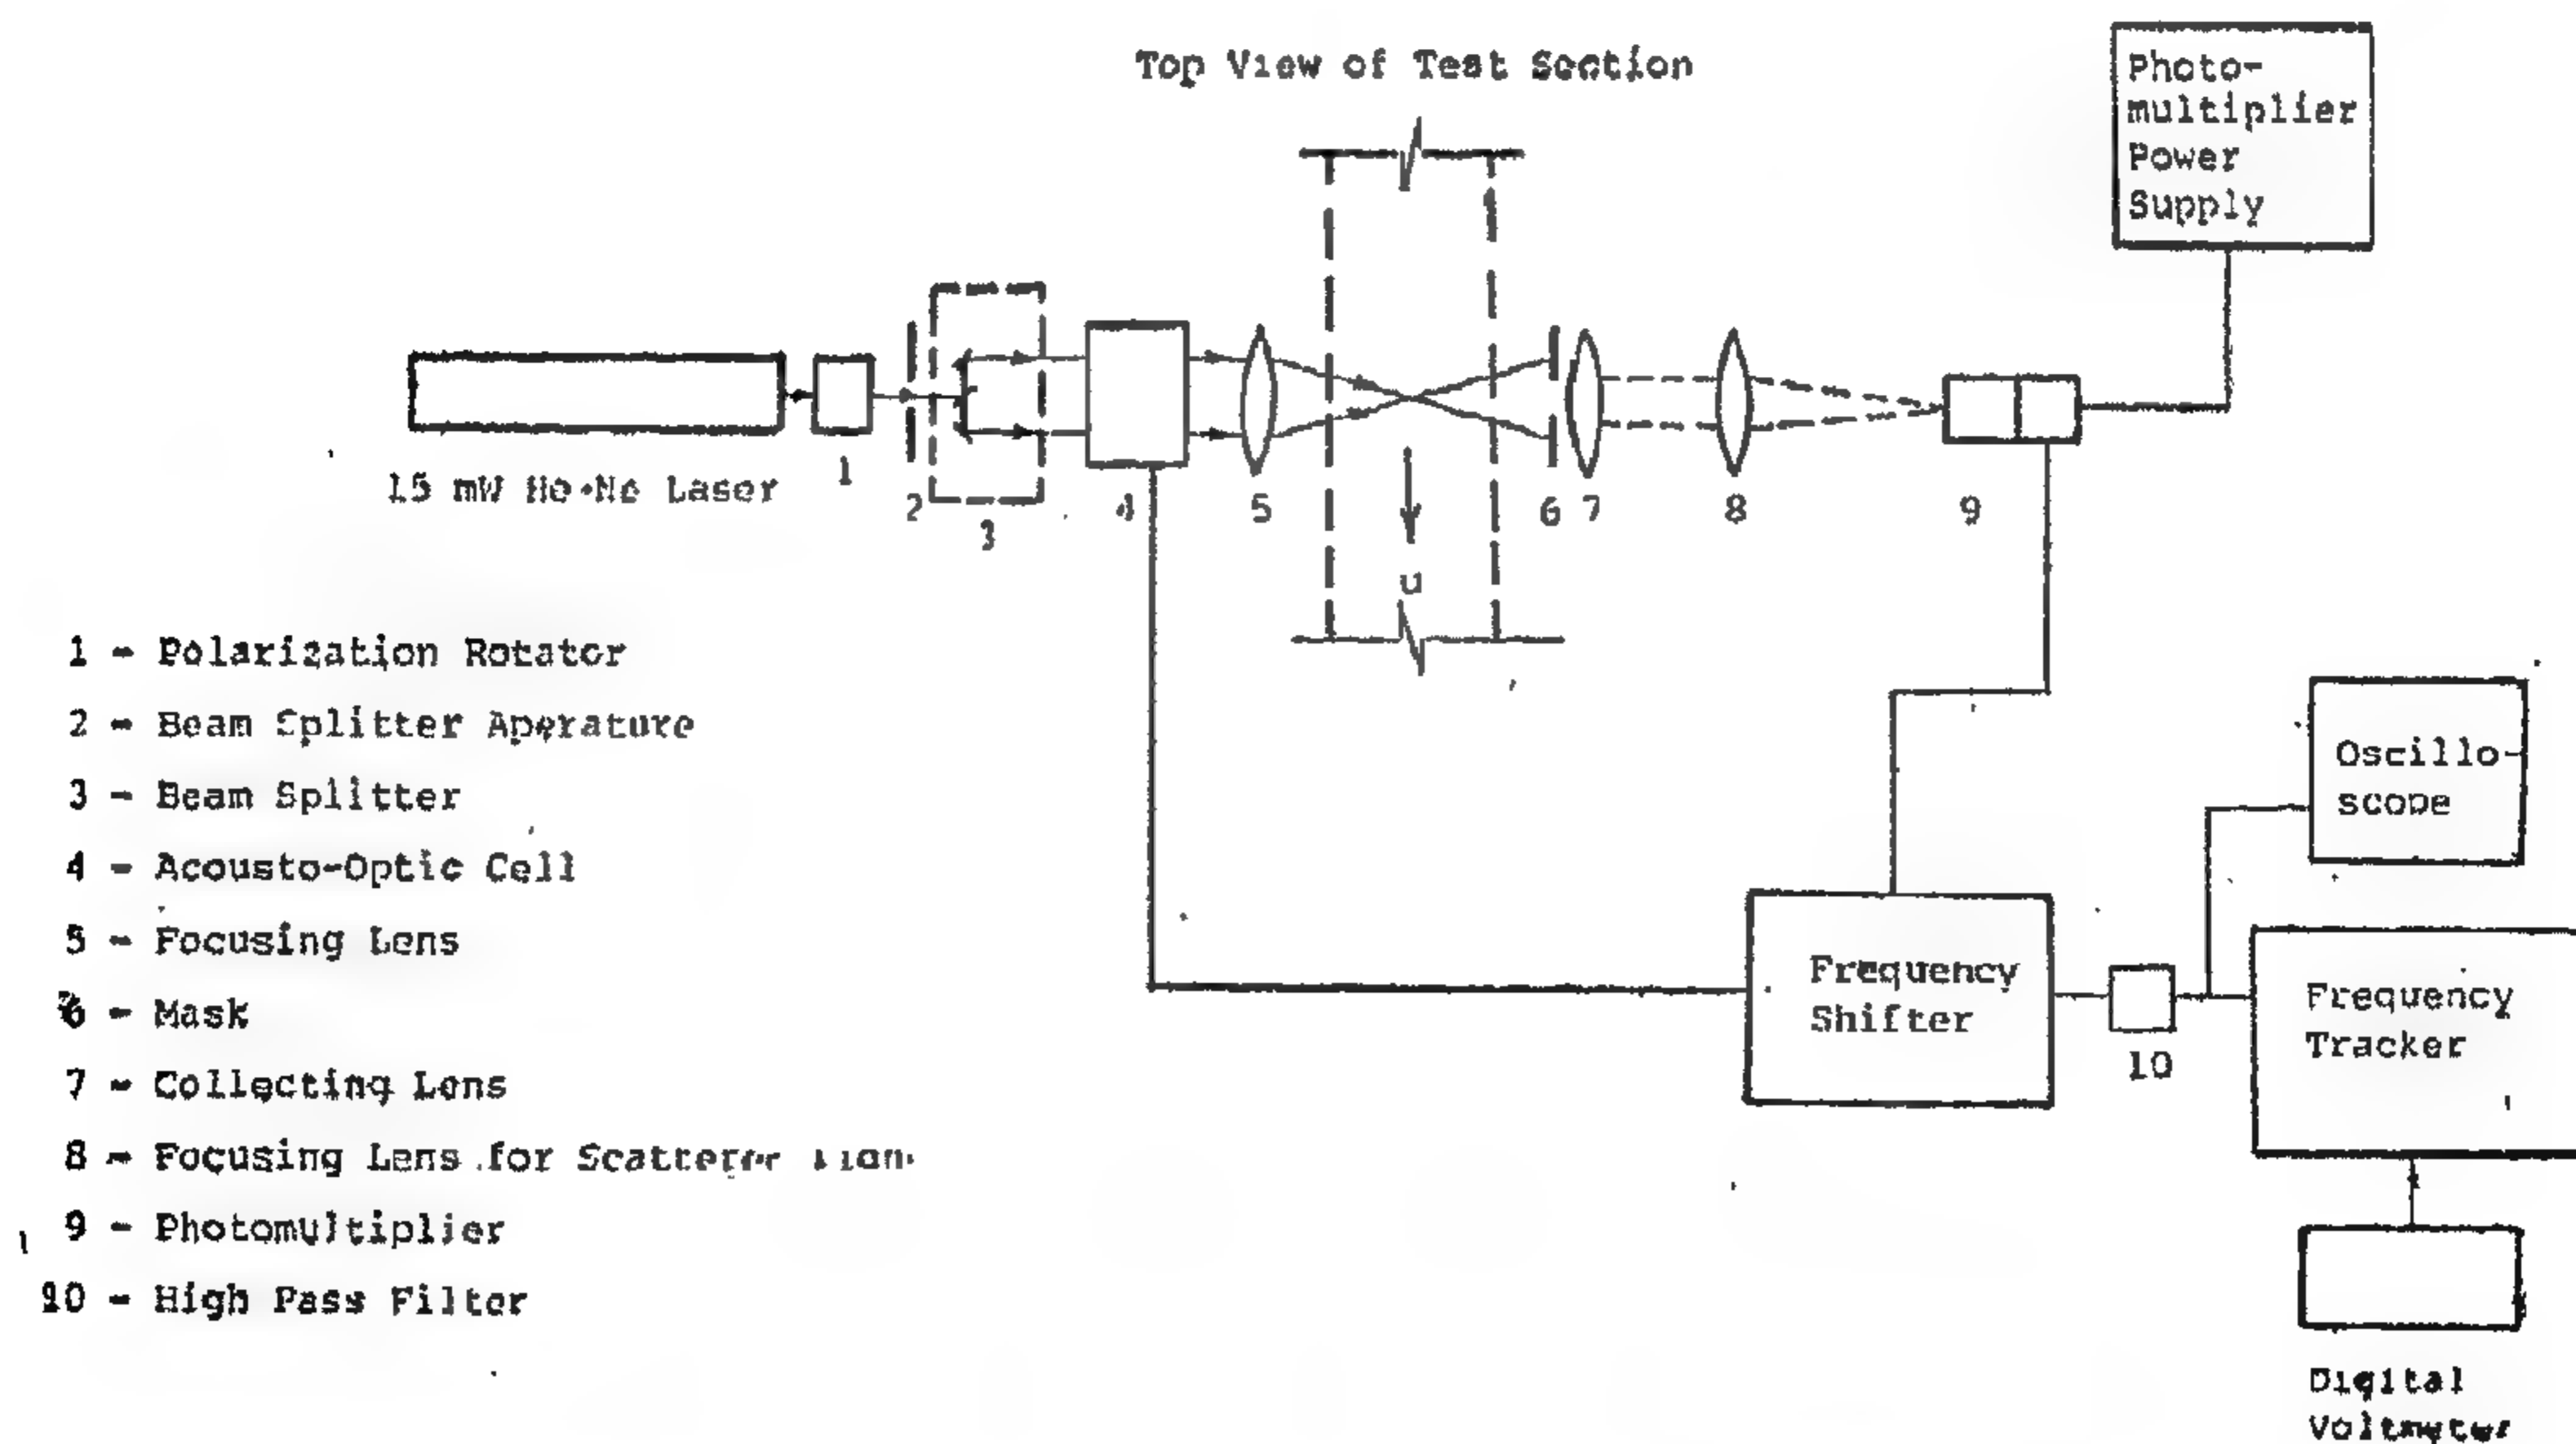 Top View of Test Section
Photo-
multiplier
Power
Supply
15 mW He-Ne Laser
1
2
3
4
5
6
7
8
9
u
1 - Polarization Rotator
2 - Beam Splitter Aperature
3 - Beam Splitter
4 - Acousto-Optic Cell
5 - Focusing Lens
6 - Mask
7 - Collecting Lens
8 - Focusing Lens for
9 - Photomultiplier
10 - High Pass Filter
Oscillo-
scope
Frequency
Shifter
10
Frequency
Tracker
Digital
Voltmeter